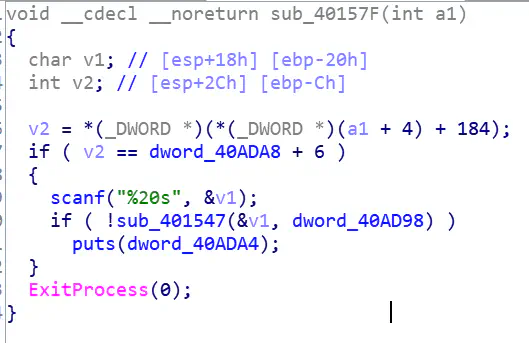 void __cdecl __noreturn sub_40157F(int a1)
{
char v1; // [esp+18h] [ebp-20h]
int v2; // [esp+2Ch] [ebp-Ch]
v2 = *(_DWORD *)(*(_DWORD *)(a1 + 4) + 184);
if ( v2 == dword_40ADA8 + 6 )
{
scanf("%20s", &v1);
if ( !sub_401547(&v1, dword_40AD98) )
puts(dword_40ADA4);
}
ExitProcess(0);
}